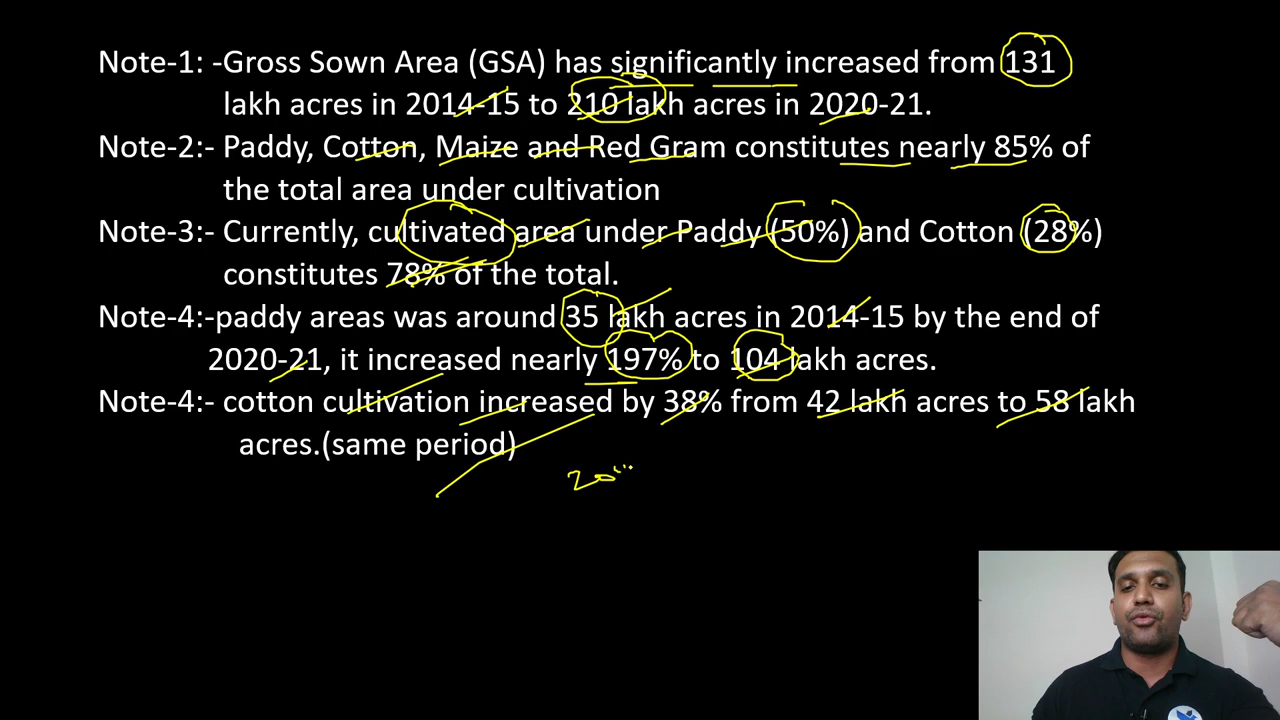 Note-1: -Gross Sown Area (GSA) has significantly increased from 131
lakh acres in 2014-15 to 210 lakh acres in 2020-21.
Note-2:- Paddy, Cotton, Maize and Red Gram constitutes nearly 85% of
the total area under cultivation
Note-3:- Currently, cultivated area under Paddy (50%) and Cotton (28%)
constitutes 78% of the total.
Note-4:-paddy areas was around 35 lakh acres in 2014-15 by the end of
2020-21, it increased nearly 197% to 104 lakh acres.
Note-4:- cotton cultivation increased by 38% from 42 lakh acres to 58 lakh
acres.(same period)